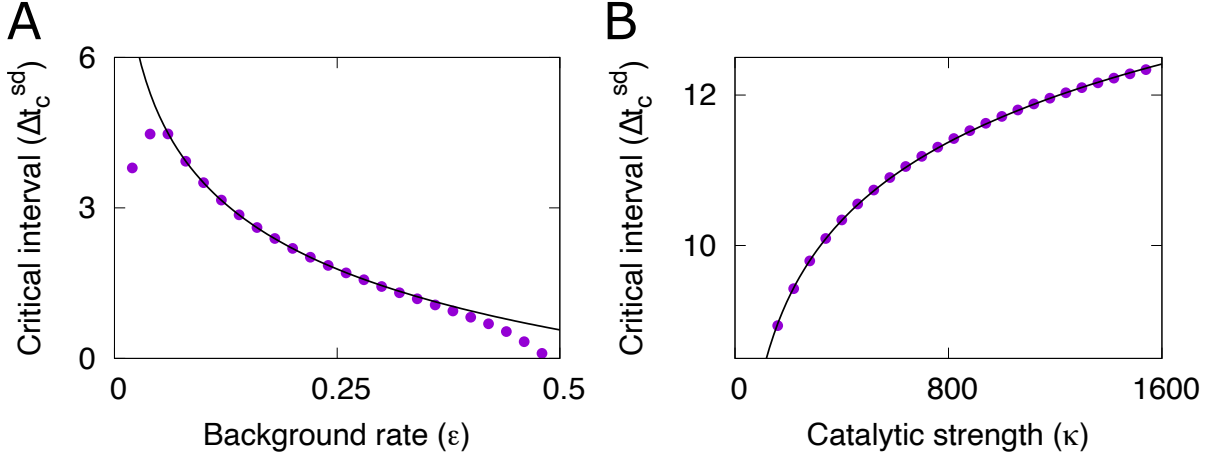 A
Critical interval (Δt_c^sd)
6
3
0
0
0.25
0.5
Background rate (ε)
B
Critical interval (Δt_c^sd)
12
10
0
800
1600
Catalytic strength (κ)